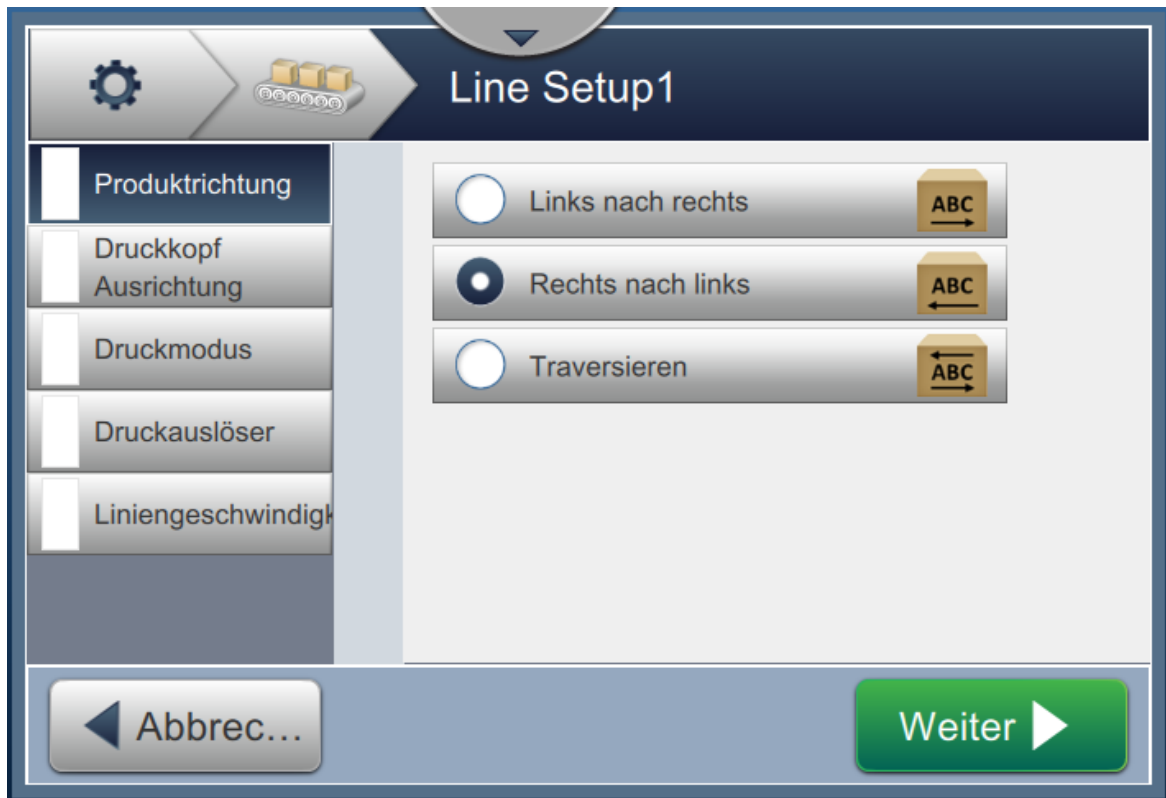 Line Setup1
Produktrichtung
Druckkopf
Ausrichtung
Druckmodus
Druckauslöser
Links nach rechts
ABC
Rechts nach links
ABC
Traversieren
ABC
Abbrec...
Weiter